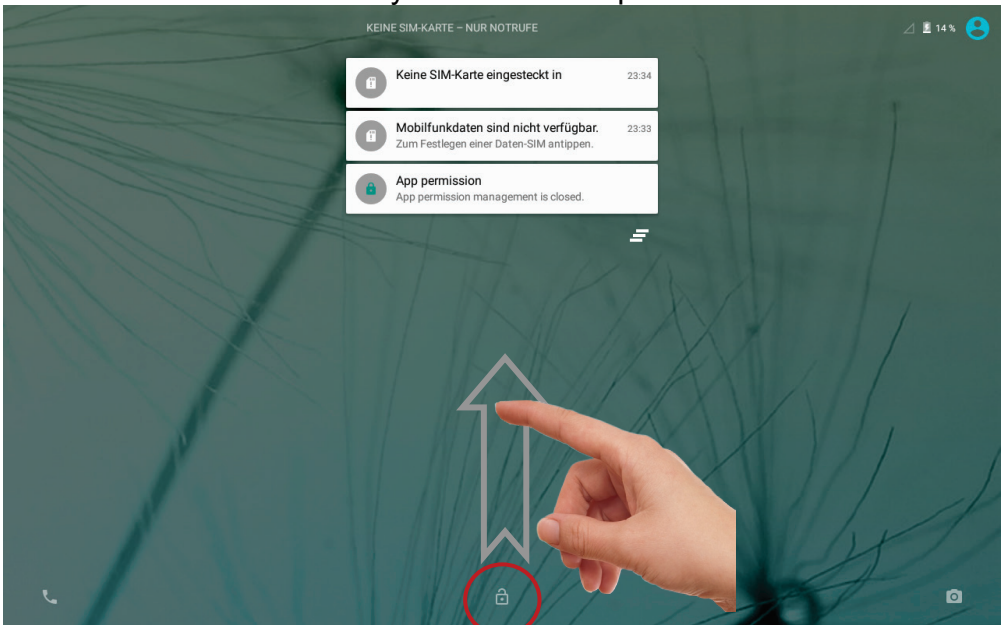 KEINE SIM-KARTE – NUR NOTRUFE
14 %
Keine SIM-Karte eingesteckt in
23:34
Mobilfunkdaten sind nicht verfügbar.
23:33
Zum Festlegen einer Daten-SIM antippen.
App permission
App permission management is closed.